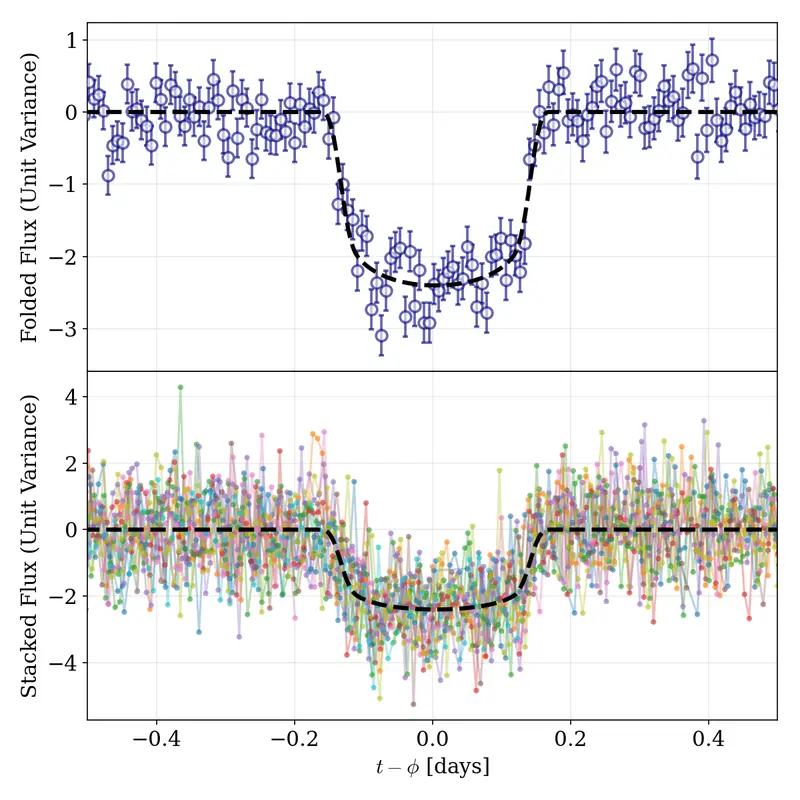 Folded Flux (Unit Variance)
1
0
−1
−2
−3
Stacked Flux (Unit Variance)
4
2
0
−2
−4
−0.4 −0.2 0.0 0.2 0.4
t − ϕ [days]